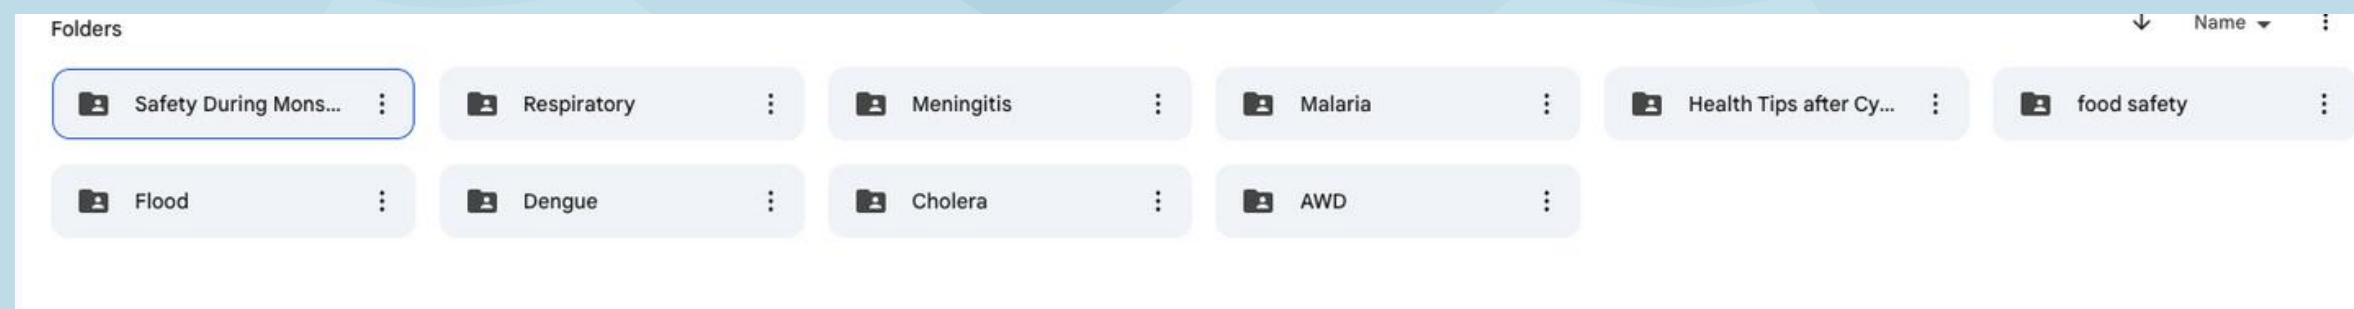 Folders
Name
Safety During Mons...
Respiratory
Meningitis
Malaria
Health Tips after Cy...
food safety
Flood
Dengue
Cholera
AWD